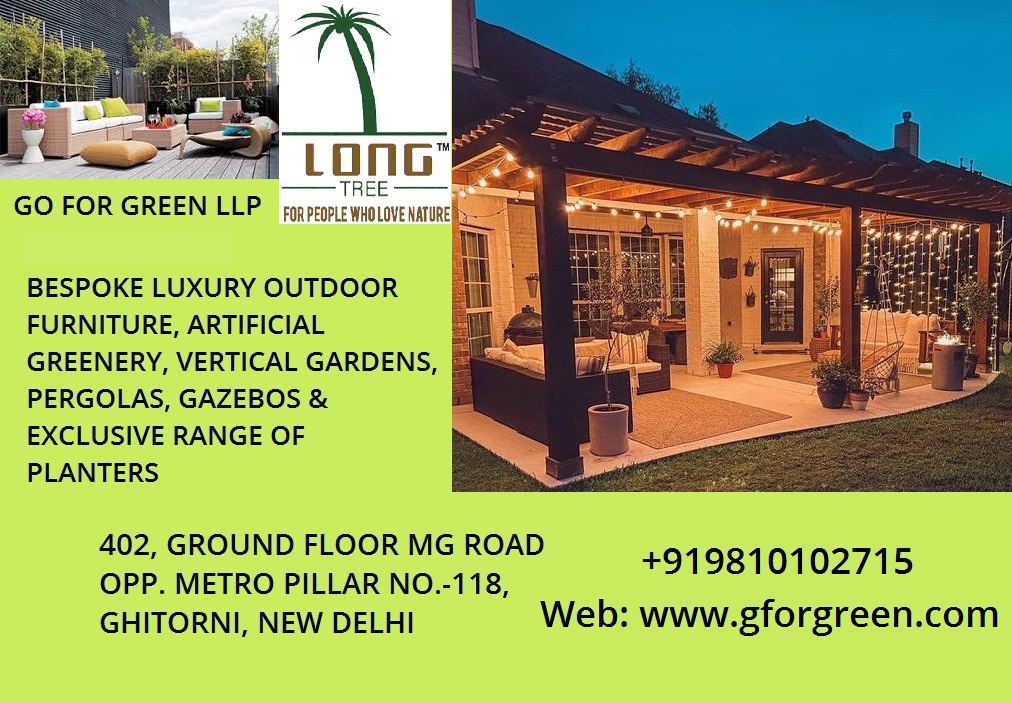 LONG™
TREE
FOR PEOPLE WHO LOVE NATURE
GO FOR GREEN LLP
BESPOKE LUXURY OUTDOOR
FURNITURE, ARTIFICIAL
GREENERY, VERTICAL GARDENS,
PERGOLAS, GAZEBOS &
EXCLUSIVE RANGE OF
PLANTERS
402, GROUND FLOOR MG ROAD
OPP. METRO PILLAR NO.-118,
GHITORNI, NEW DELHI
+919810102715
Web: www.gforgreen.com